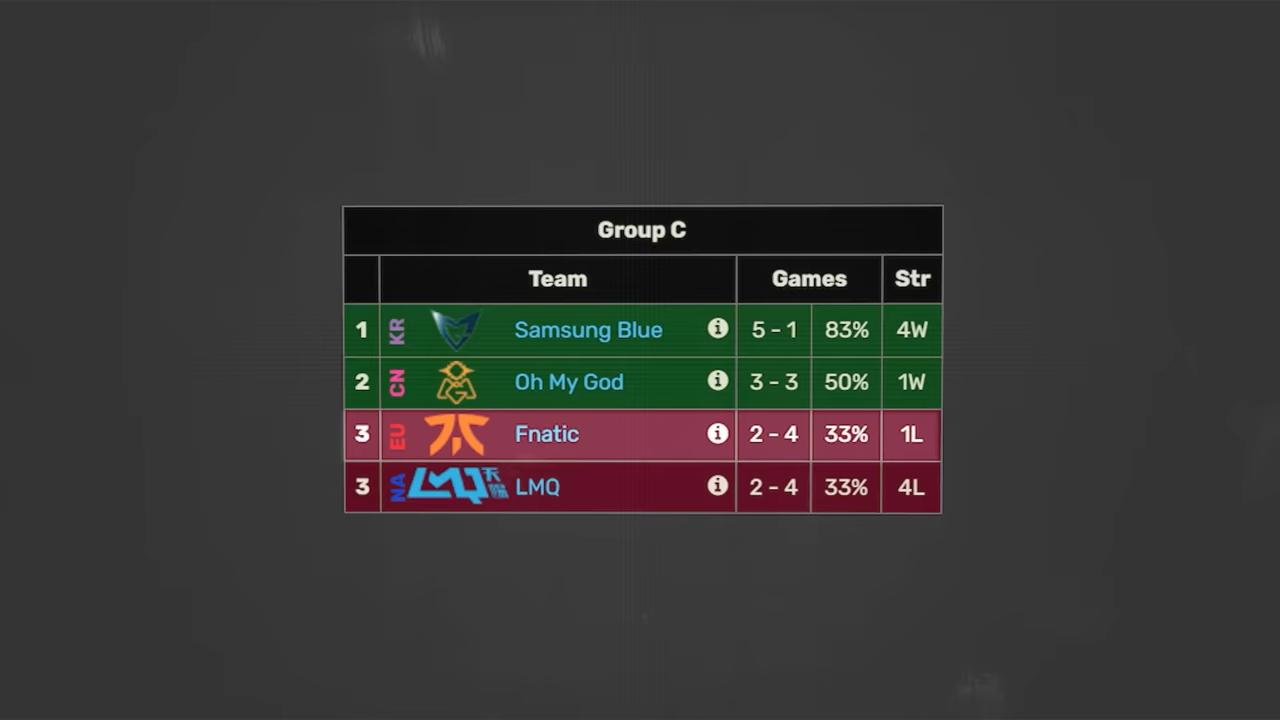 Group C
Team Games Str
1 KR Samsung Blue i 5 - 1 83% 4W
2 CN Oh My God i 3 - 3 50% 1W
3 EU Fnatic i 2 - 4 33% 1L
3 NA LMQ LMQ i 2 - 4 33% 4L